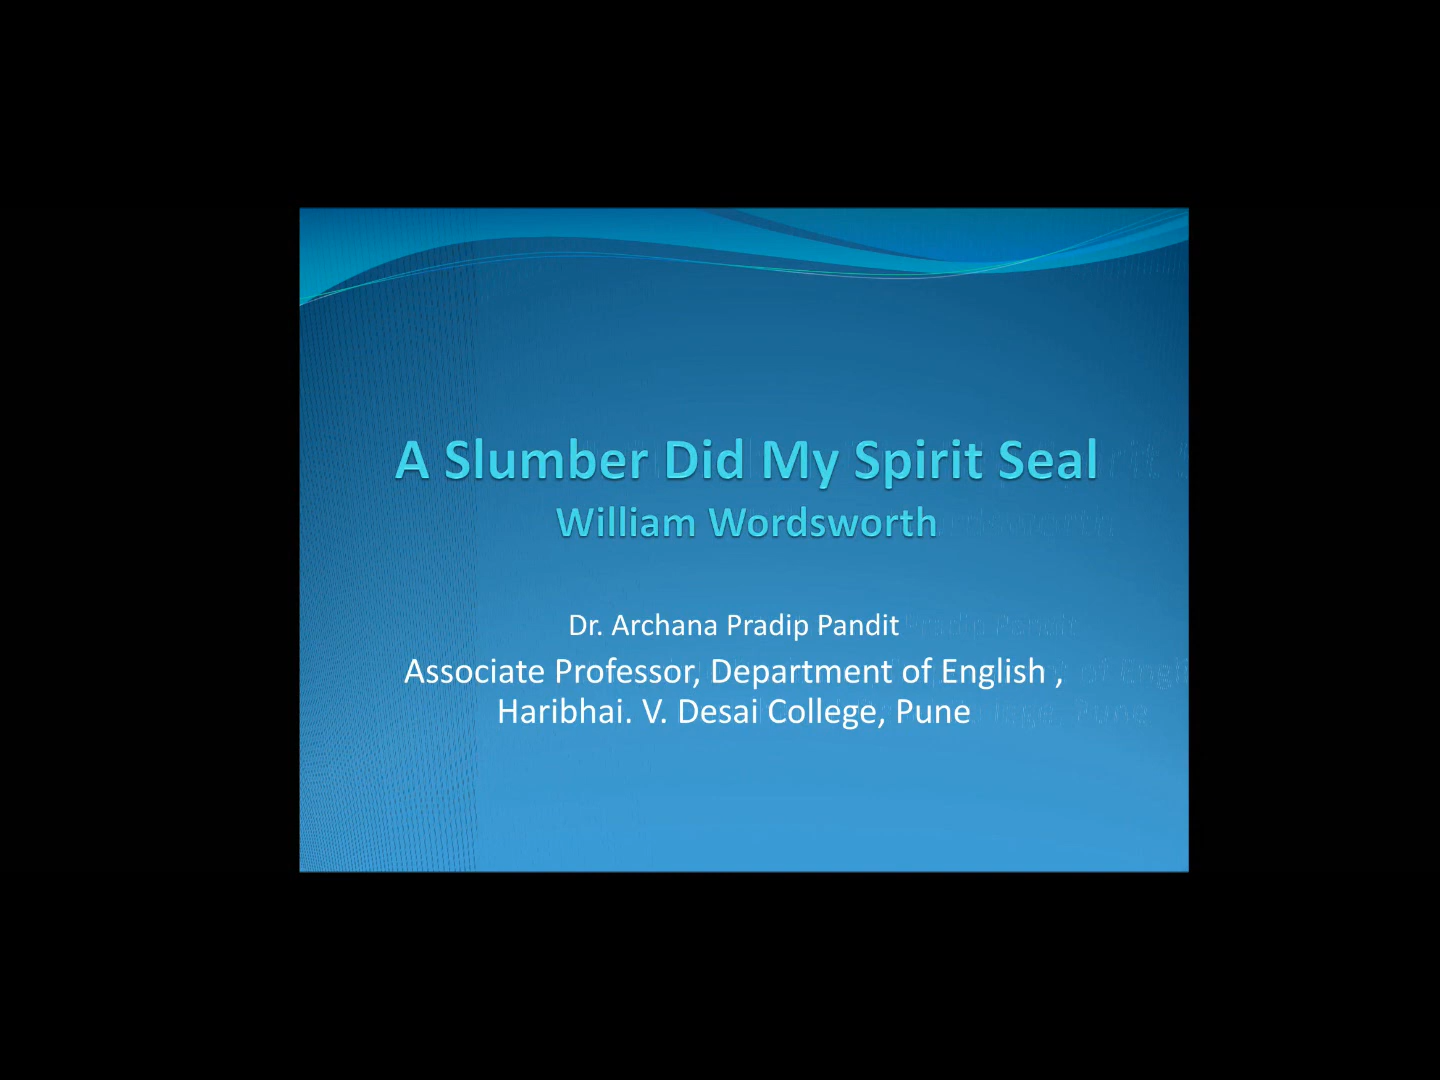 A Slumber Did My Spirit Seal
William Wordsworth
Dr. Archana Pradip Pandit
Associate Professor, Department of English ,
Haribhai. V. Desai College, Pune